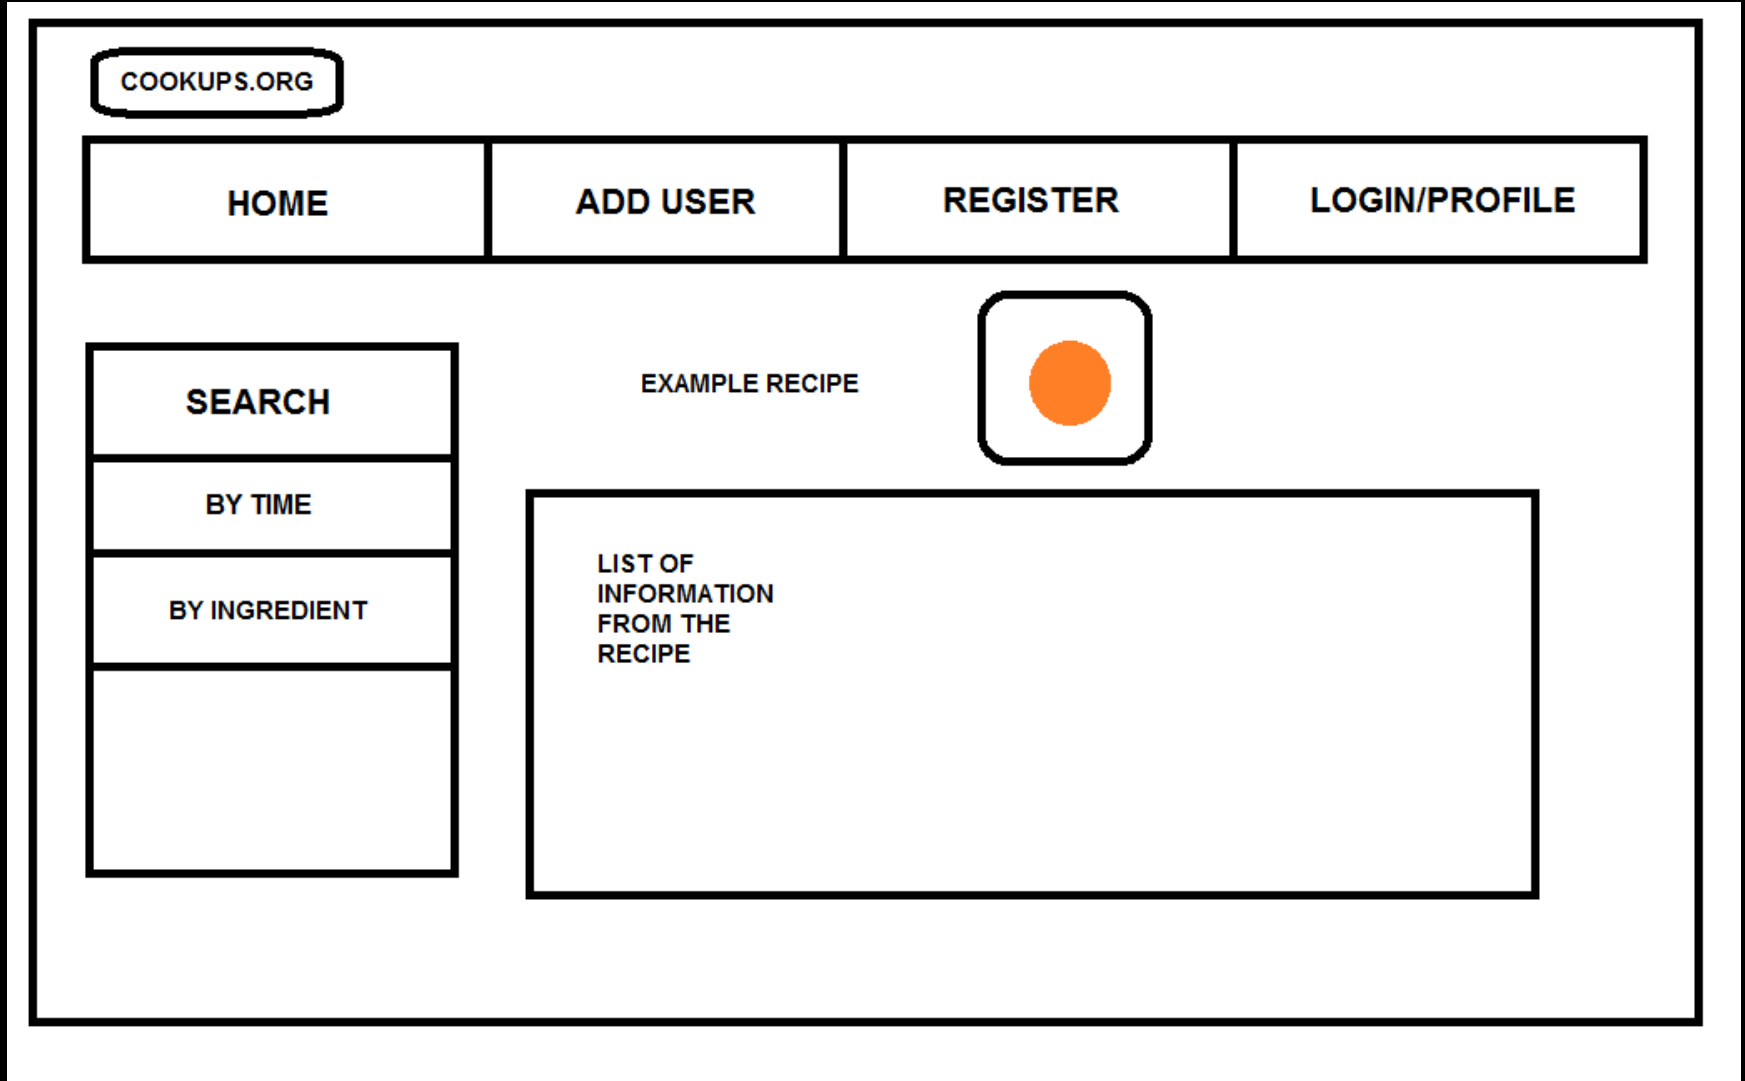 COOKUPS.ORG
HOME
ADD USER
REGISTER
LOGIN/PROFILE
SEARCH
BY TIME
BY INGREDIENT
EXAMPLE RECIPE
LIST OF
INFORMATION
FROM THE
RECIPE